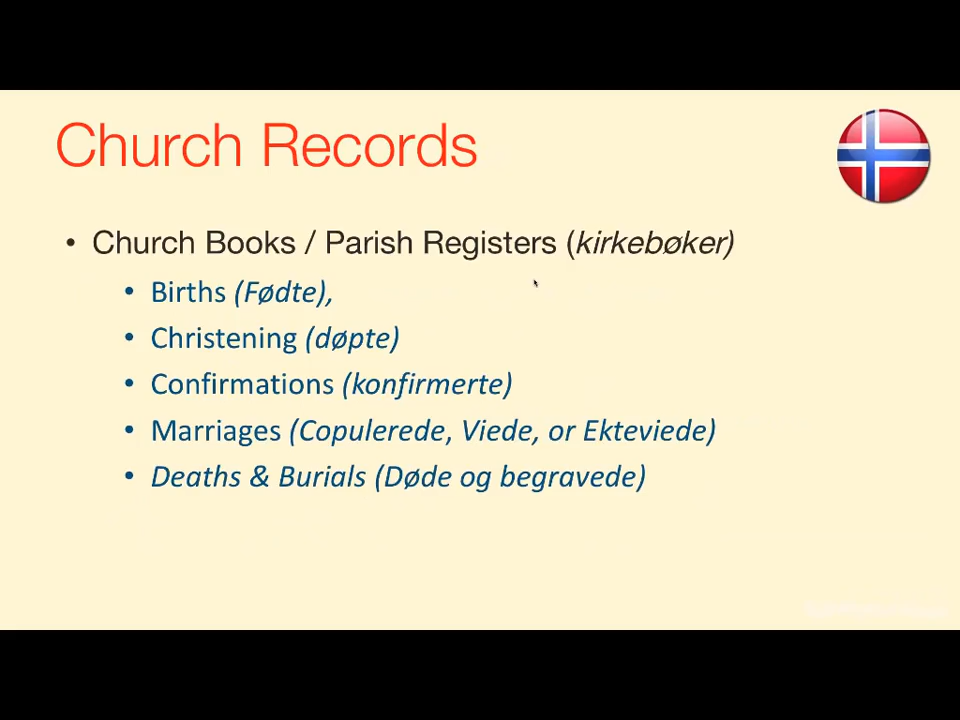 Church Records
• Church Books / Parish Registers (kirkebøker)
• Births (Fødte),
• Christening (døpte)
• Confirmations (konfirmerte)
• Marriages (Copulerede, Viede, or Ekteviede)
• Deaths & Burials (Døde og begravede)